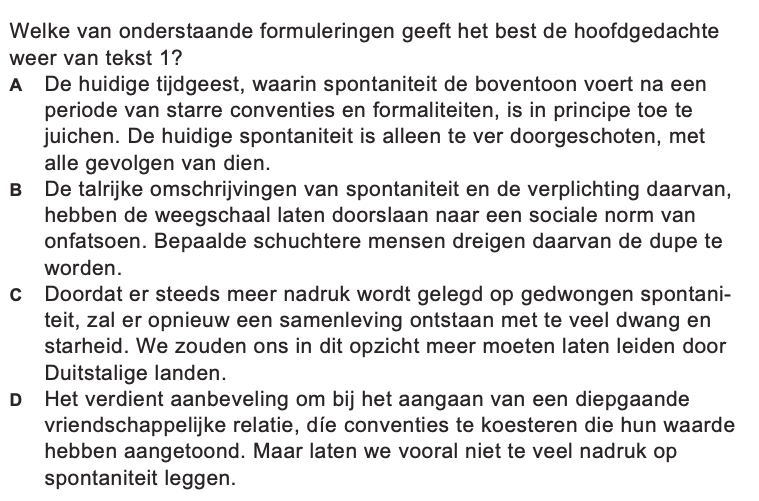 Welke van onderstaande formuleringen geeft het best de hoofdgedachte
weer van tekst 1?
A De huidige tijdgeest, waarin spontaniteit de boventoon voert na een
periode van starre conventies en formaliteiten, is in principe toe te
juichen. De huidige spontaniteit is alleen te ver doorgeschoten, met
alle gevolgen van dien.
B De talrijke omschrijvingen van spontaniteit en de verplichting daarvan,
hebben de weegschaal laten doorslaan naar een sociale norm van
onfatsoen. Bepaalde schuchtere mensen dreigen daarvan de dupe te
worden.
C Doordat er steeds meer nadruk wordt gelegd op gedwongen spontani-
teit, zal er opnieuw een samenleving ontstaan met te veel dwang en
starheid. We zouden ons in dit opzicht meer moeten laten leiden door
Duitstalige landen.
D Het verdient aanbeveling om bij het aangaan van een diepgaande
vriendschappelijke relatie, díe conventies te koesteren die hun waarde
hebben aangetoond. Maar laten we vooral niet te veel nadruk op
spontaniteit leggen.